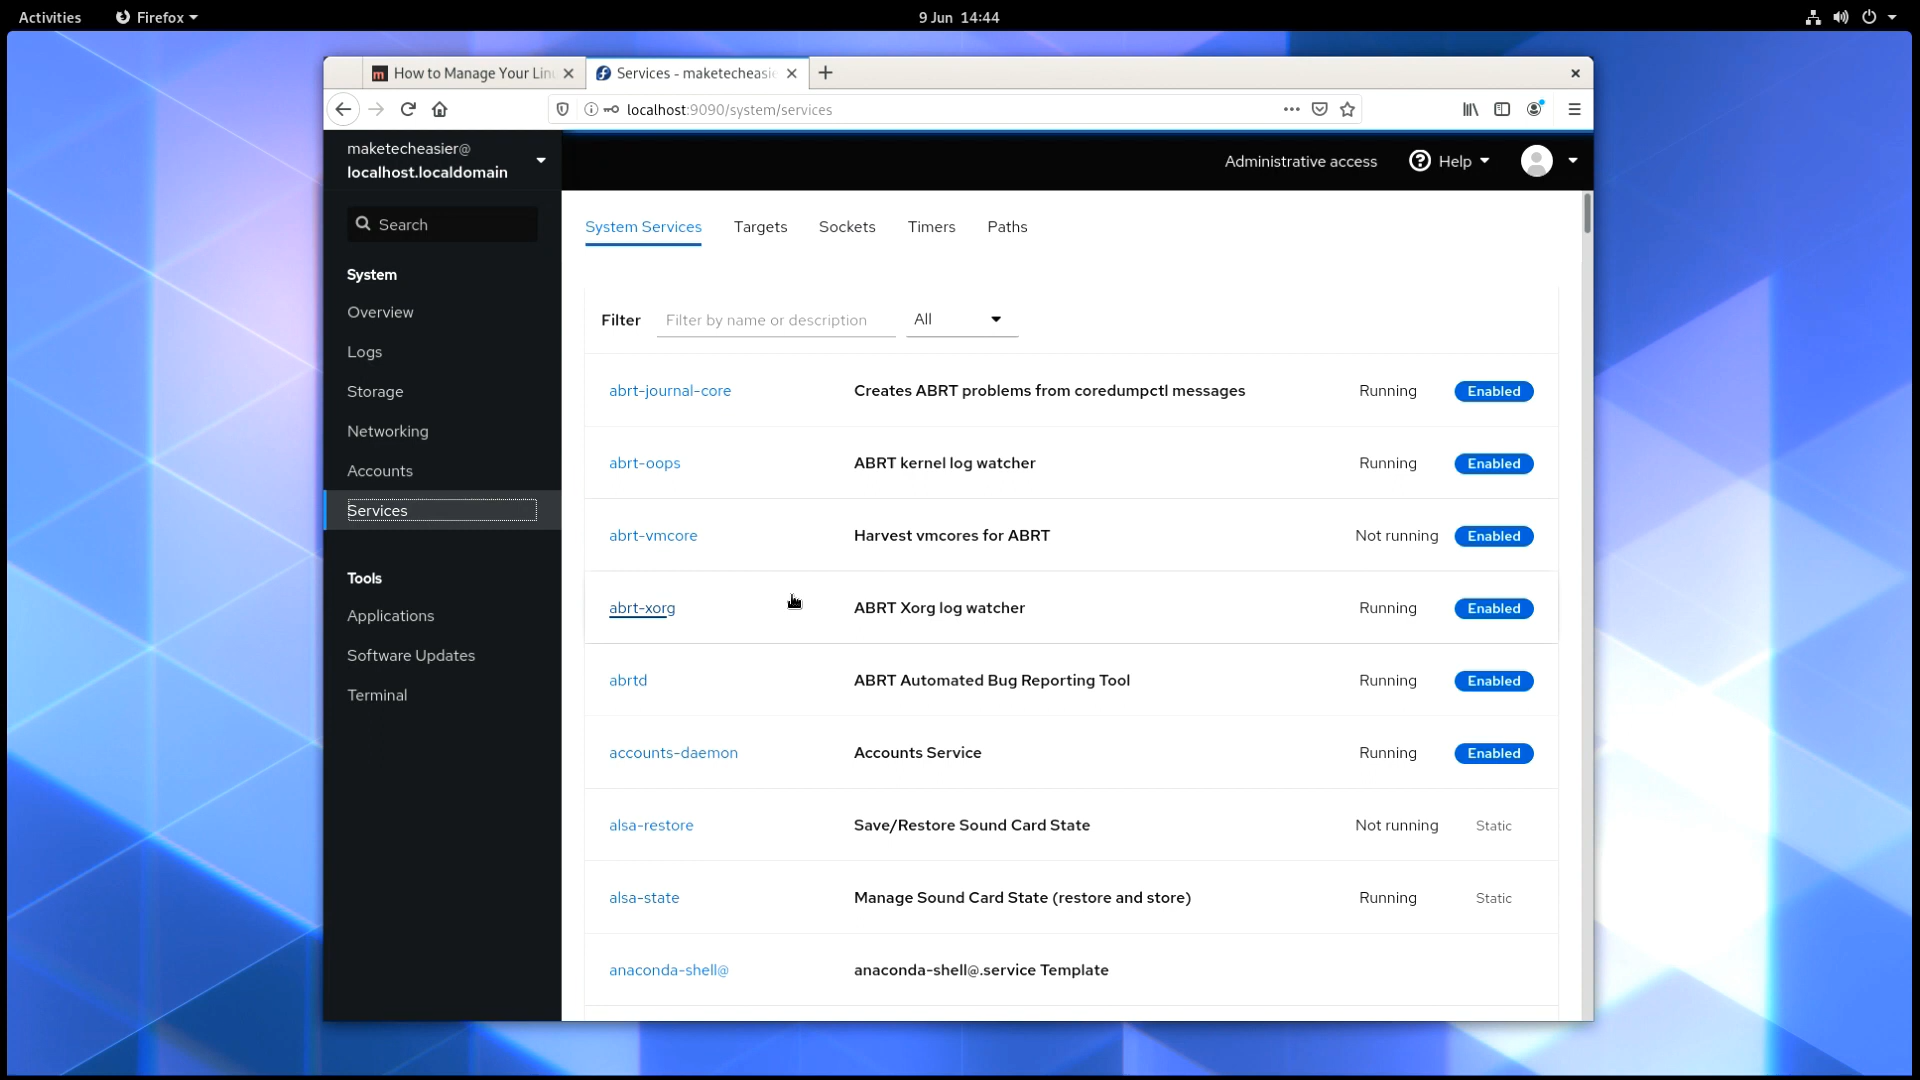 Activities
Firefox
9 Jun 14:44
How to Manage Your Linu
Services - maketecheasie
localhost:9090/system/services
maketecheasier@
localhost.localdomain
Administrative access
Help
Search
System
Overview
Logs
Storage
Networking
Accounts
Services
Tools
Applications
Software Updates
Terminal
System Services Targets Sockets Timers Paths
Filter Filter by name or description All
abrt-journal-core Creates ABRT problems from coredumpctl messages Running Enabled
abrt-oops ABRT kernel log watcher Running Enabled
abrt-vmcore Harvest vmcores for ABRT Not running Enabled
abrt-xorg ABRT Xorg log watcher Running Enabled
abrtd ABRT Automated Bug Reporting Tool Running Enabled
accounts-daemon Accounts Service Running Enabled
alsa-restore Save/Restore Sound Card State Not running Static
alsa-state Manage Sound Card State (restore and store) Running Static
anaconda-shell@ anaconda-shell@.service Template